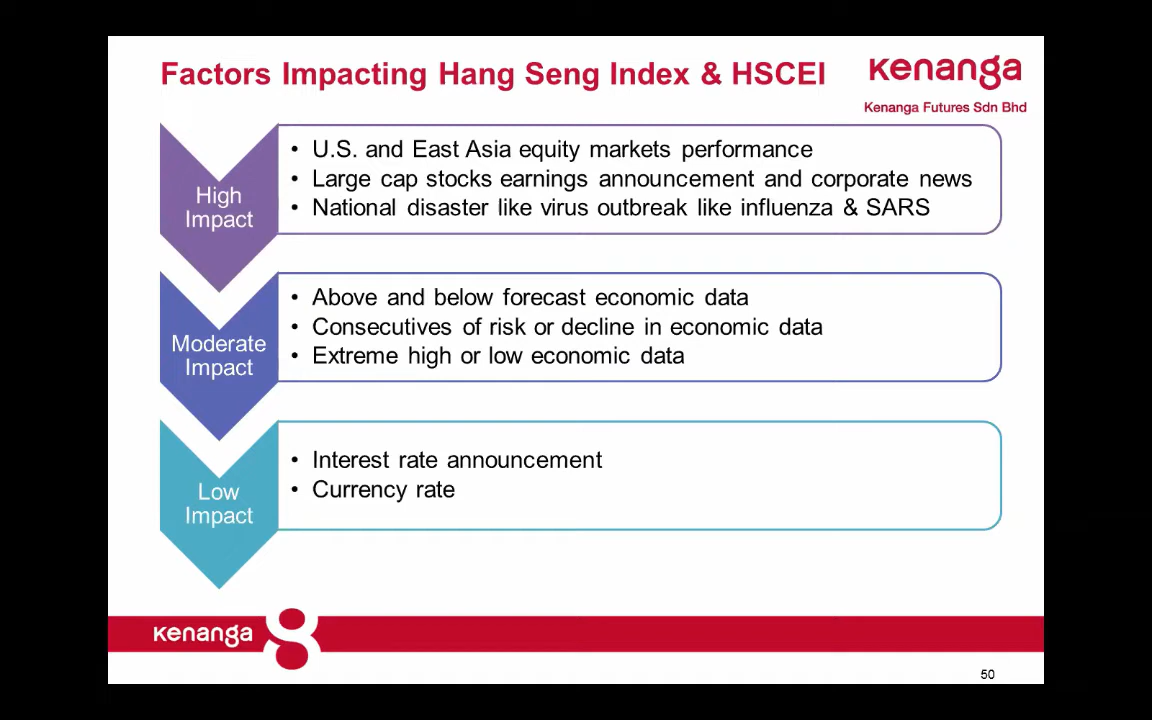 Factors Impacting Hang Seng Index & HSCEI
Kenanga
Kenanga Futures Sdn Bhd
High
Impact
• U.S. and East Asia equity markets performance
• Large cap stocks earnings announcement and corporate news
• National disaster like virus outbreak like influenza & SARS
Moderate
Impact
• Above and below forecast economic data
• Consecutives of risk or decline in economic data
• Extreme high or low economic data
Low
Impact
• Interest rate announcement
• Currency rate
Kenanga
50